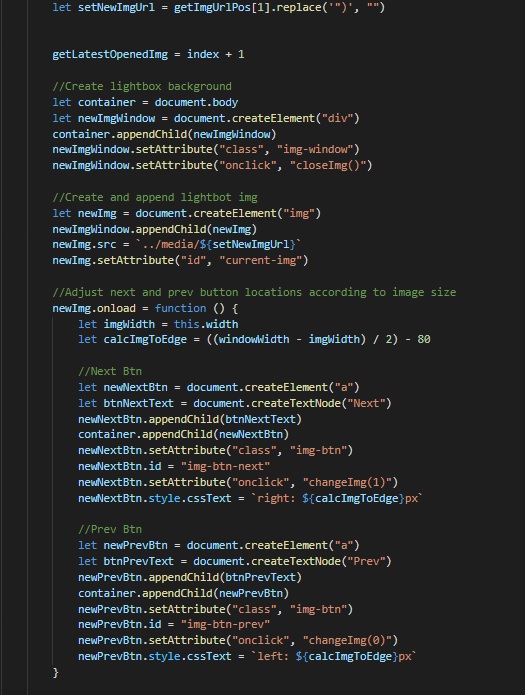 let setNewImgUrl = getImgUrlPos[1].replace('")', "")
getLatestOpenedImg = index + 1
//Create lightbox background
let container = document.body
let newImgWindow = document.createElement("div")
container.appendChild(newImgWindow)
newImgWindow.setAttribute("class", "img-window")
newImgWindow.setAttribute("onclick", "closeImg()")
//Create and append lightbot img
let newImg = document.createElement("img")
newImgWindow.appendChild(newImg)
newImg.src = `../media/${setNewImgUrl}`
newImg.setAttribute("id", "current-img")
//Adjust next and prev button locations according to image size
newImg.onload = function () {
let imgWidth = this.width
let calcImgToEdge = ((windowWidth - imgWidth) / 2) - 80
//Next Btn
let newNextBtn = document.createElement("a")
let btnNextText = document.createTextNode("Next")
newNextBtn.appendChild(btnNextText)
container.appendChild(newNextBtn)
newNextBtn.setAttribute("class", "img-btn")
newNextBtn.id = "img-btn-next"
newNextBtn.setAttribute("onclick", "changeImg(1)")
newNextBtn.style.cssText = `right: ${calcImgToEdge}px`
//Prev Btn
let newPrevBtn = document.createElement("a")
let btnPrevText = document.createTextNode("Prev")
newPrevBtn.appendChild(btnPrevText)
container.appendChild(newPrevBtn)
newPrevBtn.setAttribute("class", "img-btn")
newPrevBtn.id = "img-btn-prev"
newPrevBtn.setAttribute("onclick", "changeImg(0)")
newPrevBtn.style.cssText = `left: ${calcImgToEdge}px`
}